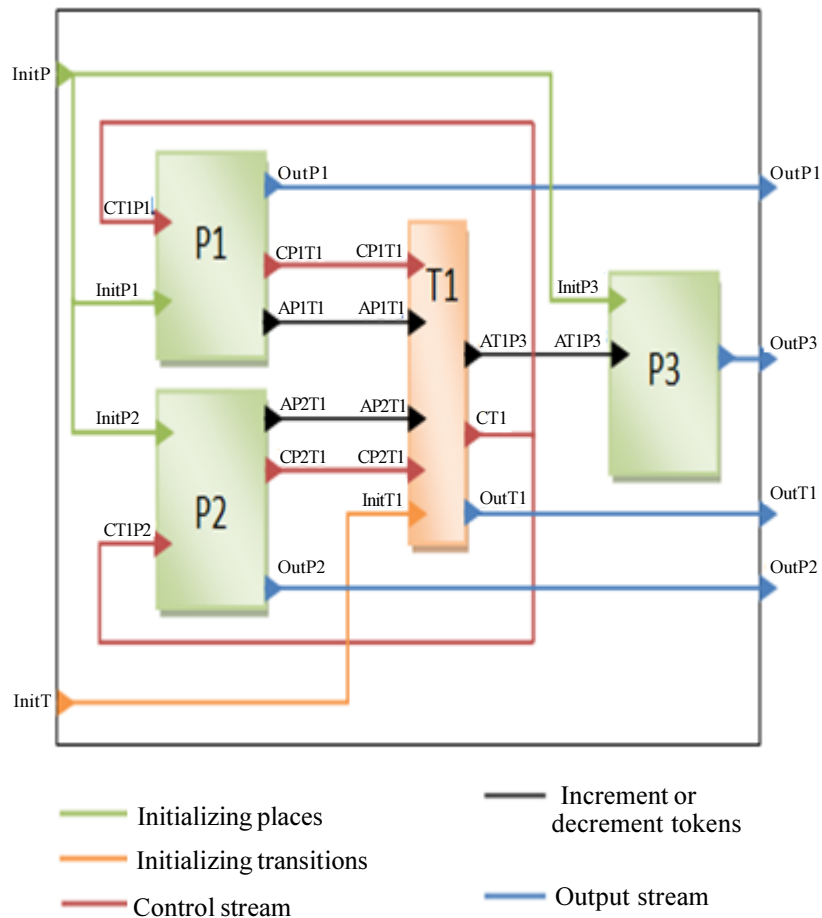 InitP
OutP1
OutP1
CT1P1
P1
CP1T1
CP1T1
T1
InitP1
InitP3
AP1T1
AP1T1
AT1P3
AT1P3
OutP3
P3
AP2T1
AP2T1
InitP2
CT1
CP2T1
CP2T1
P2
InitT1
OutT1
OutT1
CT1P2
OutP2
OutP2
InitT
Initializing places
Increment or
decrement tokens
Initializing transitions
Control stream
Output stream